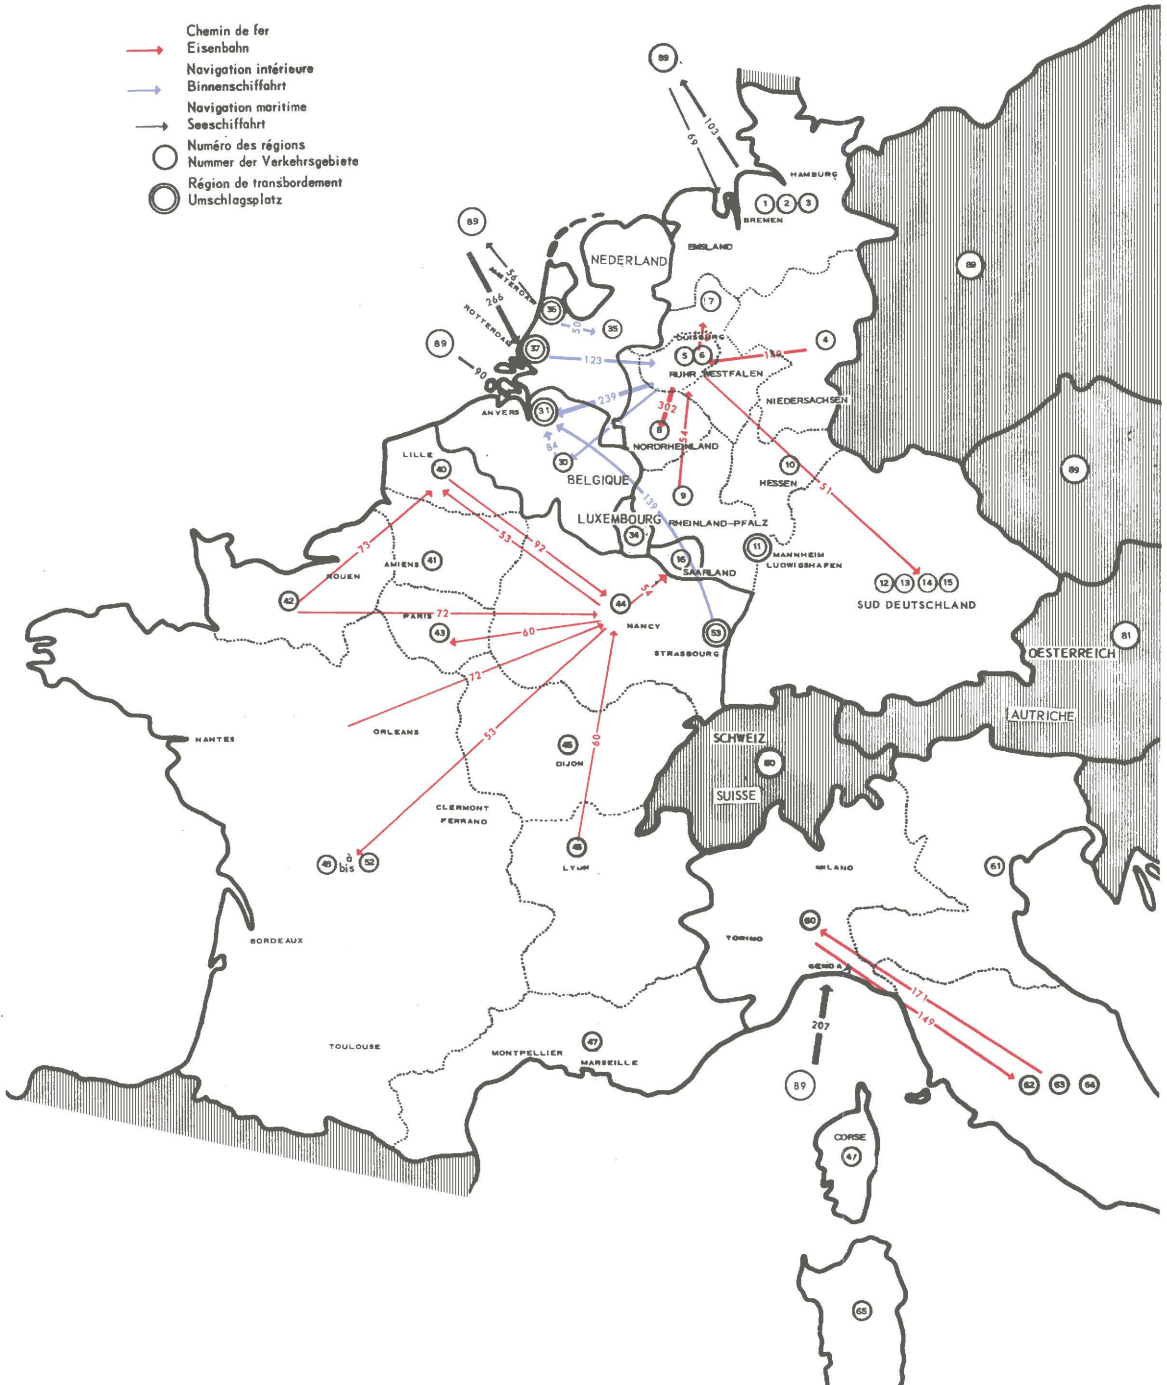 Chemin de fer
Eisenbahn
Navigation intérieure
Binnenschiffahrt
Navigation maritime
Seeschiffahrt
Numéro des régions
Nummer der Verkehrsgebiete
Région de transbordement
Umschlagsplatz
89
103
69
HAMBURG
1 2 3
BREMEN
89
EMSLAND
NEDERLAND
89
56
AMSTERDAM
266
ROTTERDAM
36
50
35
7
89
37
123
DUISBURG
5 6
4
RUHR WESTFALEN
90
239
302
NIEDERSACHSEN
ANVERS
31
54
8
NORDRHEINLAND
84
LILLE
40
30
BELGIQUE
10
HESSEN
89
51
139
9
LUXEMBOURG
RHEINLAND-PFALZ
34
73
53
92
11
MANNHEIM
LUDWIGSHAFEN
AMIENS
41
16
SAARLAND
ROUEN
12 13 14 15
SUD DEUTSCHLAND
42
72
44
54
NANCY
PARIS
43
60
53
STRASBOURG
81
OESTERREICH
72
AUTRICHE
ORLEANS
NANTES
53
60
DIJON
SCHWEIZ
SUISSE
CLERMONT
FERRAND
48 à bis 52
LYON
MILANO
61
60
BORDEAUX
TORINO
GENOA
171
149
207
TOULOUSE
MONTPELLIER
47
MARSEILLE
89
62 63 64
CORSE
47
65